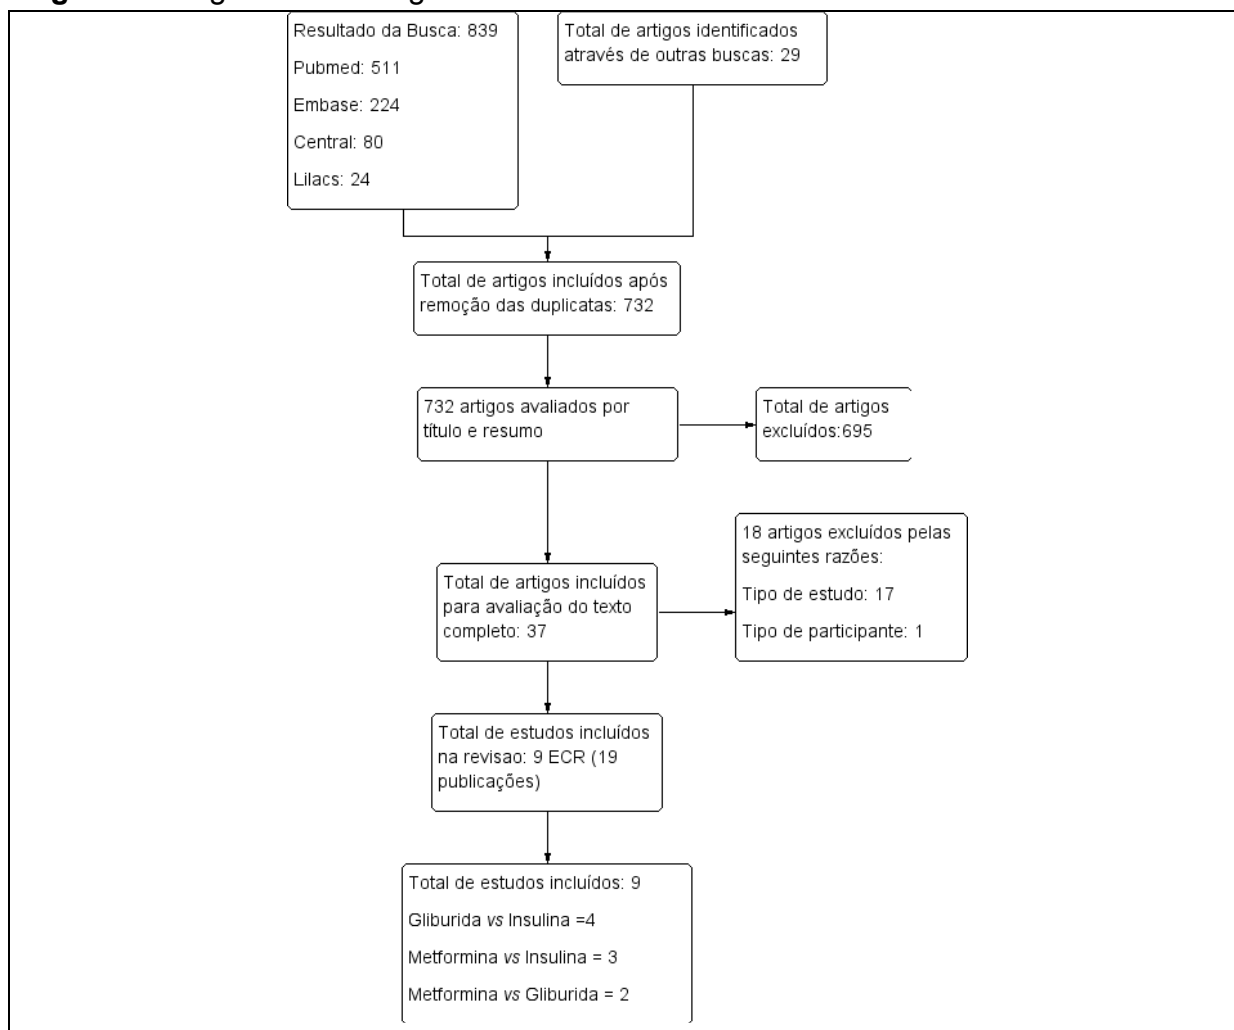 Resultado da Busca: 839
Pubmed: 511
Embase: 224
Central: 80
Lilacs: 24
Total de artigos identificados
através de outras buscas: 29
Total de artigos incluídos após
remoção das duplicatas: 732
732 artigos avaliados por
título e resumo
Total de artigos
excluídos:695
Total de artigos incluídos
para avaliação do texto
completo: 37
18 artigos excluídos pelas
seguintes razões:
Tipo de estudo: 17
Tipo de participante: 1
Total de estudos incluídos
na revisao: 9 ECR (19
publicações)
Total de estudos incluídos: 9
Gliburida vs Insulina =4
Metformina vs Insulina = 3
Metformina vs Gliburida = 2